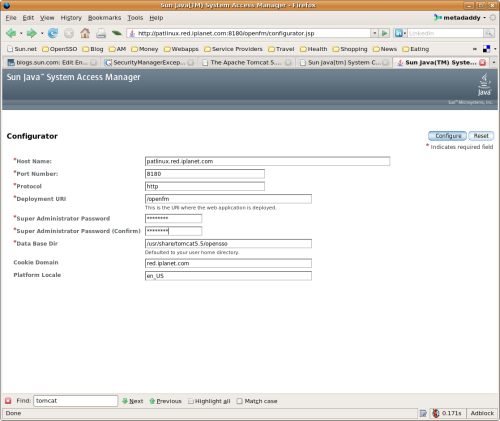 Sun Java(TM) System Access Manager - Firefox
File Edit View History Bookmarks Tools Help
metadaddy
http://patlinux.red.iplanet.com:8180/openfm/configurator.jsp
LinkedIn
Sun.net OpenSSO Blog AM Money Webapps Travel Health Shopping News Eating »
blogs.sun.com: Edit En... SecurityManagerExcep... The Apache Tomcat 5.... Sun Java(tm) System C... Sun Java(TM) Syste...
Sun Java™ System Access Manager
Java
Sun™ Microsystems, Inc.
Configurator
Configure Reset
* Indicates required field
*Host Name: patlinux.red.iplanet.com
*Port Number: 8180
*Protocol http
*Deployment URI /openfm
This is the URI where the web application is deployed.
*Super Administrator Password ********
*Super Administrator Password (Confirm) ********
*Data Base Dir /usr/share/tomcat5.5/opensso
Defaulted to your user home directory.
Cookie Domain red.iplanet.com
Platform Locale en_US
Find: tomcat Next Previous Highlight all Match case
Done 0.171s Adblock